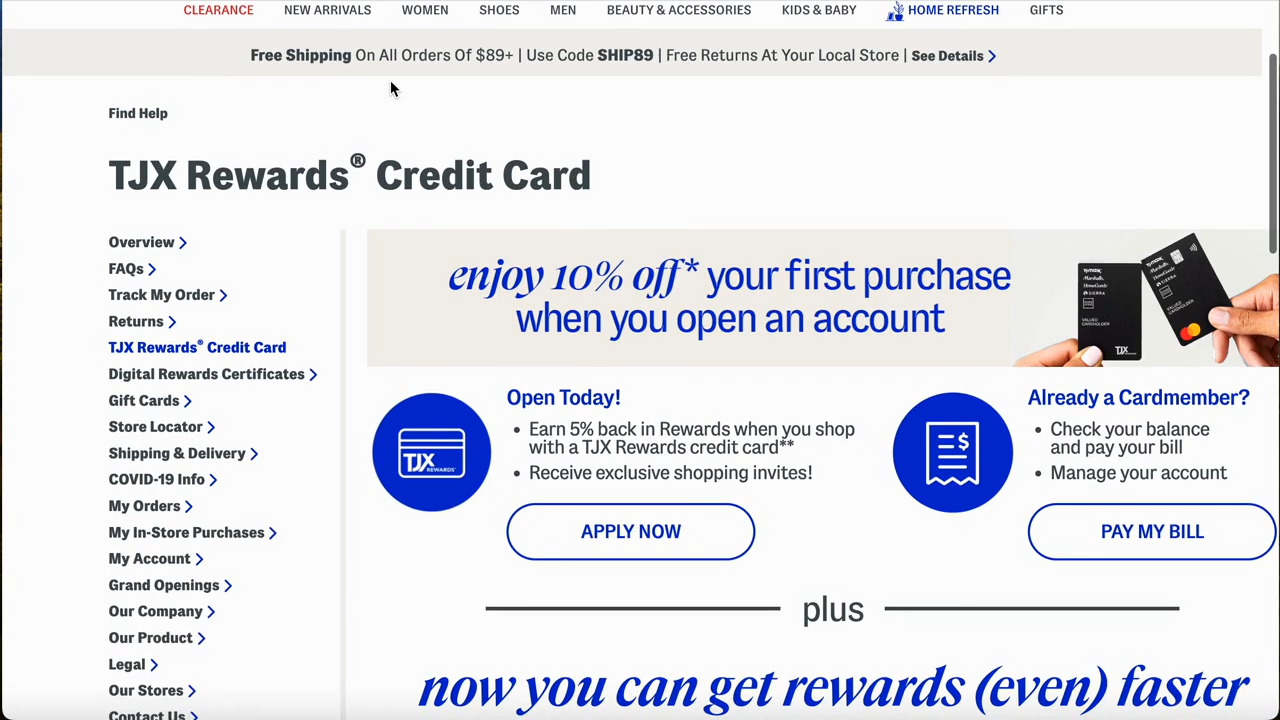 CLEARANCE NEW ARRIVALS WOMEN SHOES MEN BEAUTY & ACCESSORIES KIDS & BABY HOME REFRESH GIFTS
Free Shipping On All Orders Of $89+ | Use Code SHIP89 | Free Returns At Your Local Store | See Details
Find Help
TJX Rewards® Credit Card
Overview
FAQs
Track My Order
Returns
TJX Rewards® Credit Card
Digital Rewards Certificates
Gift Cards
Store Locator
Shipping & Delivery
COVID-19 Info
My Orders
My In-Store Purchases
My Account
Grand Openings
Our Company
Our Product
Legal
Our Stores
Contact Us
enjoy 10% off* your first purchase
when you open an account
Open Today!
Earn 5% back in Rewards when you shop
with a TJX Rewards credit card**
Receive exclusive shopping invites!
APPLY NOW
TJX
REWARDS
Already a Cardmember?
Check your balance
and pay your bill
Manage your account
PAY MY BILL
plus
now you can get rewards (even) faster